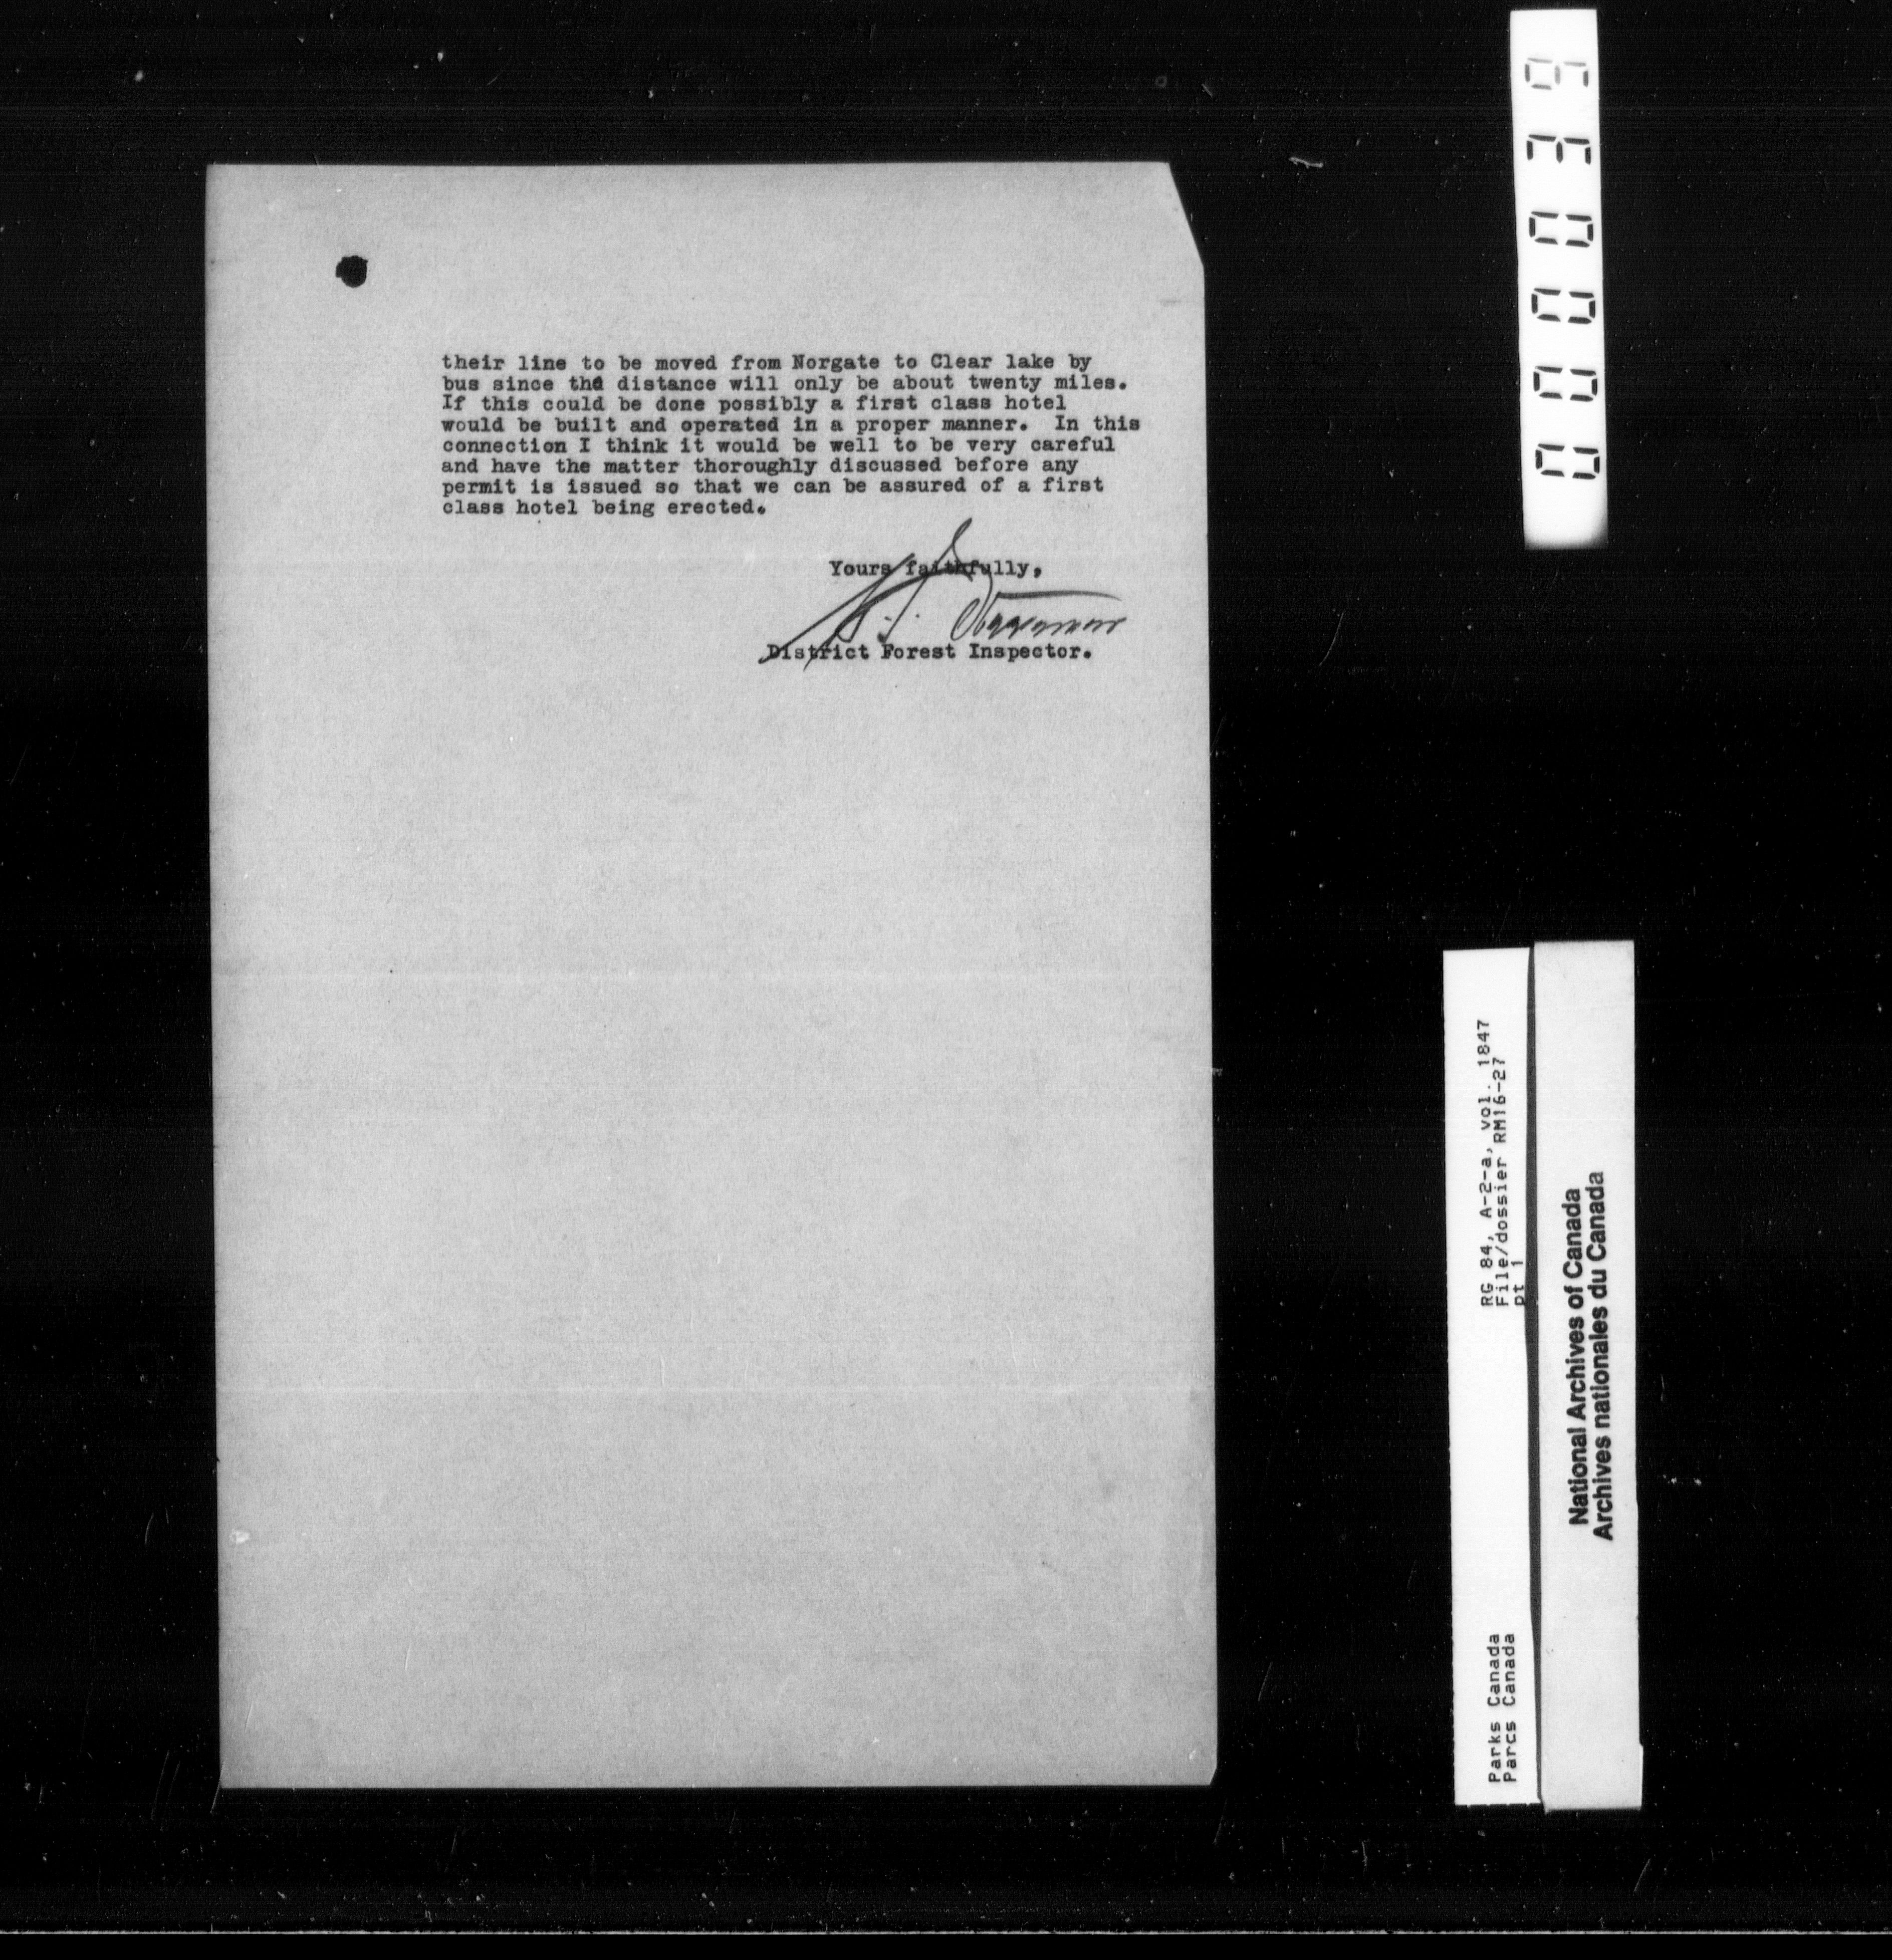 their line to be moved from Norgate to Clear lake by
bus since the distance will only be about twenty miles.
If this could be done possibly a first class hotel
would be built and operated in a proper manner. In this
connection I think it would be well to be very careful
and have the matter thoroughly discussed before any
permit is issued so that we can be assured of a first
class hotel being erected.
Yours faithfully,
District Forest Inspector.
RG 84, A-2-a, vol. 1847
File/dossier RM16-27
pt 1
Parks Canada
Parcs Canada
National Archives of Canada
Archives nationales du Canada